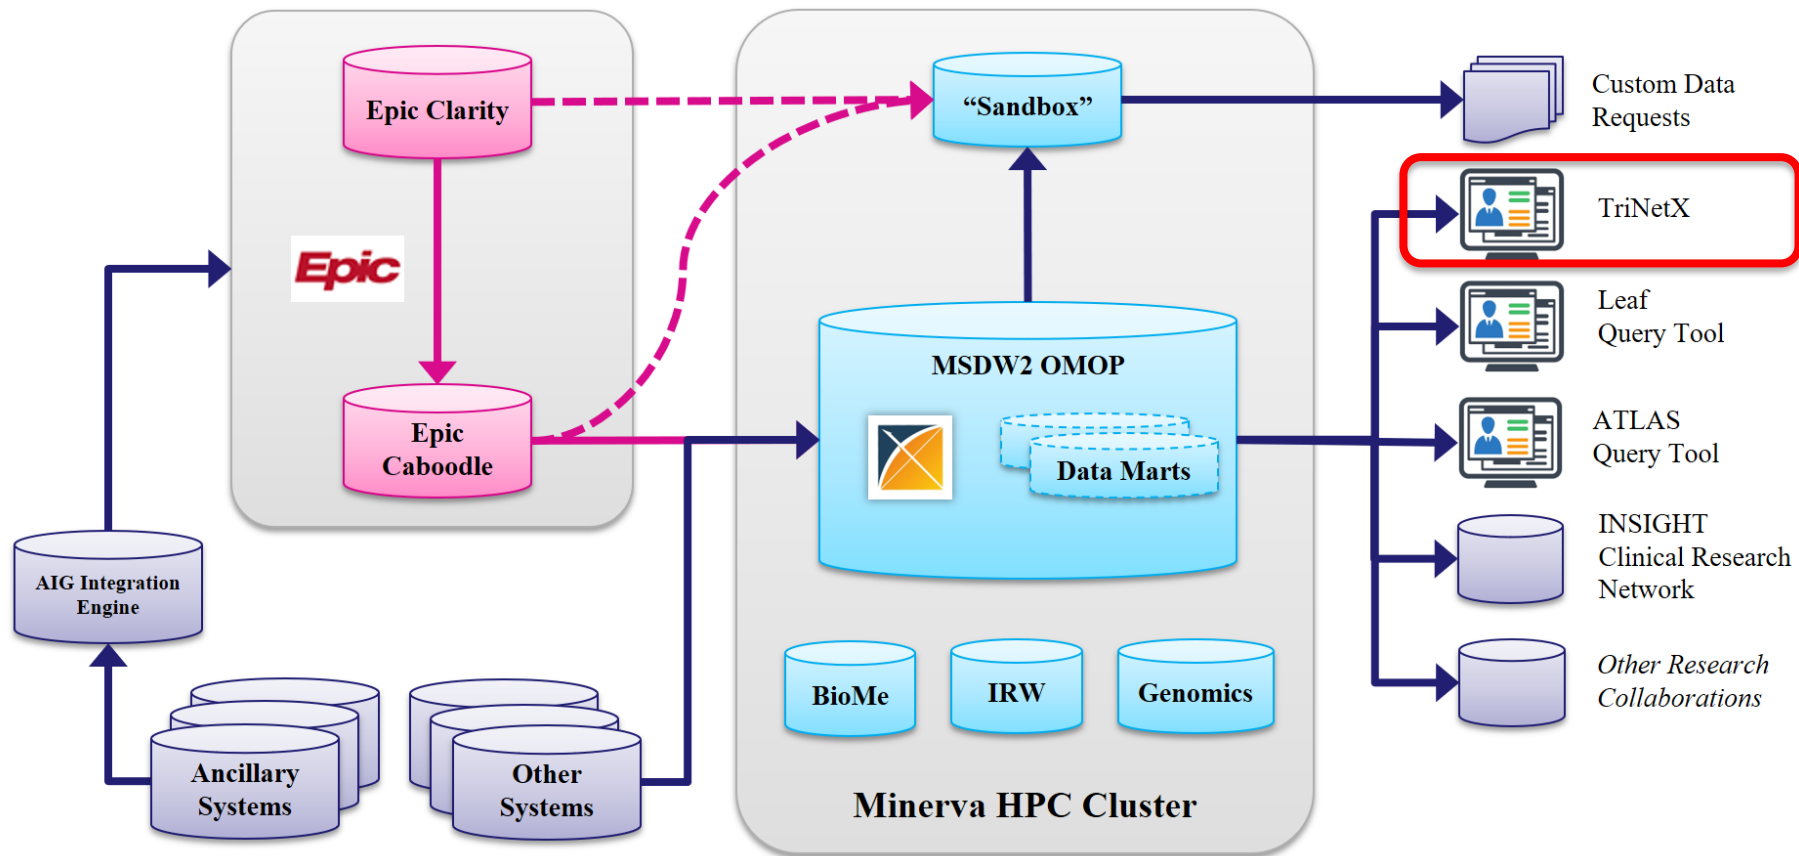 Epic Clarity
“Sandbox”
Custom Data
Requests
TriNetX
Epic
Leaf
Query Tool
MSDW2 OMOP
Epic
Caboodle
Data Marts
ATLAS
Query Tool
INSIGHT
Clinical Research
Network
AIG Integration
Engine
BioMe
IRW
Genomics
Other Research
Collaborations
Ancillary
Systems
Other
Systems
Minerva HPC Cluster